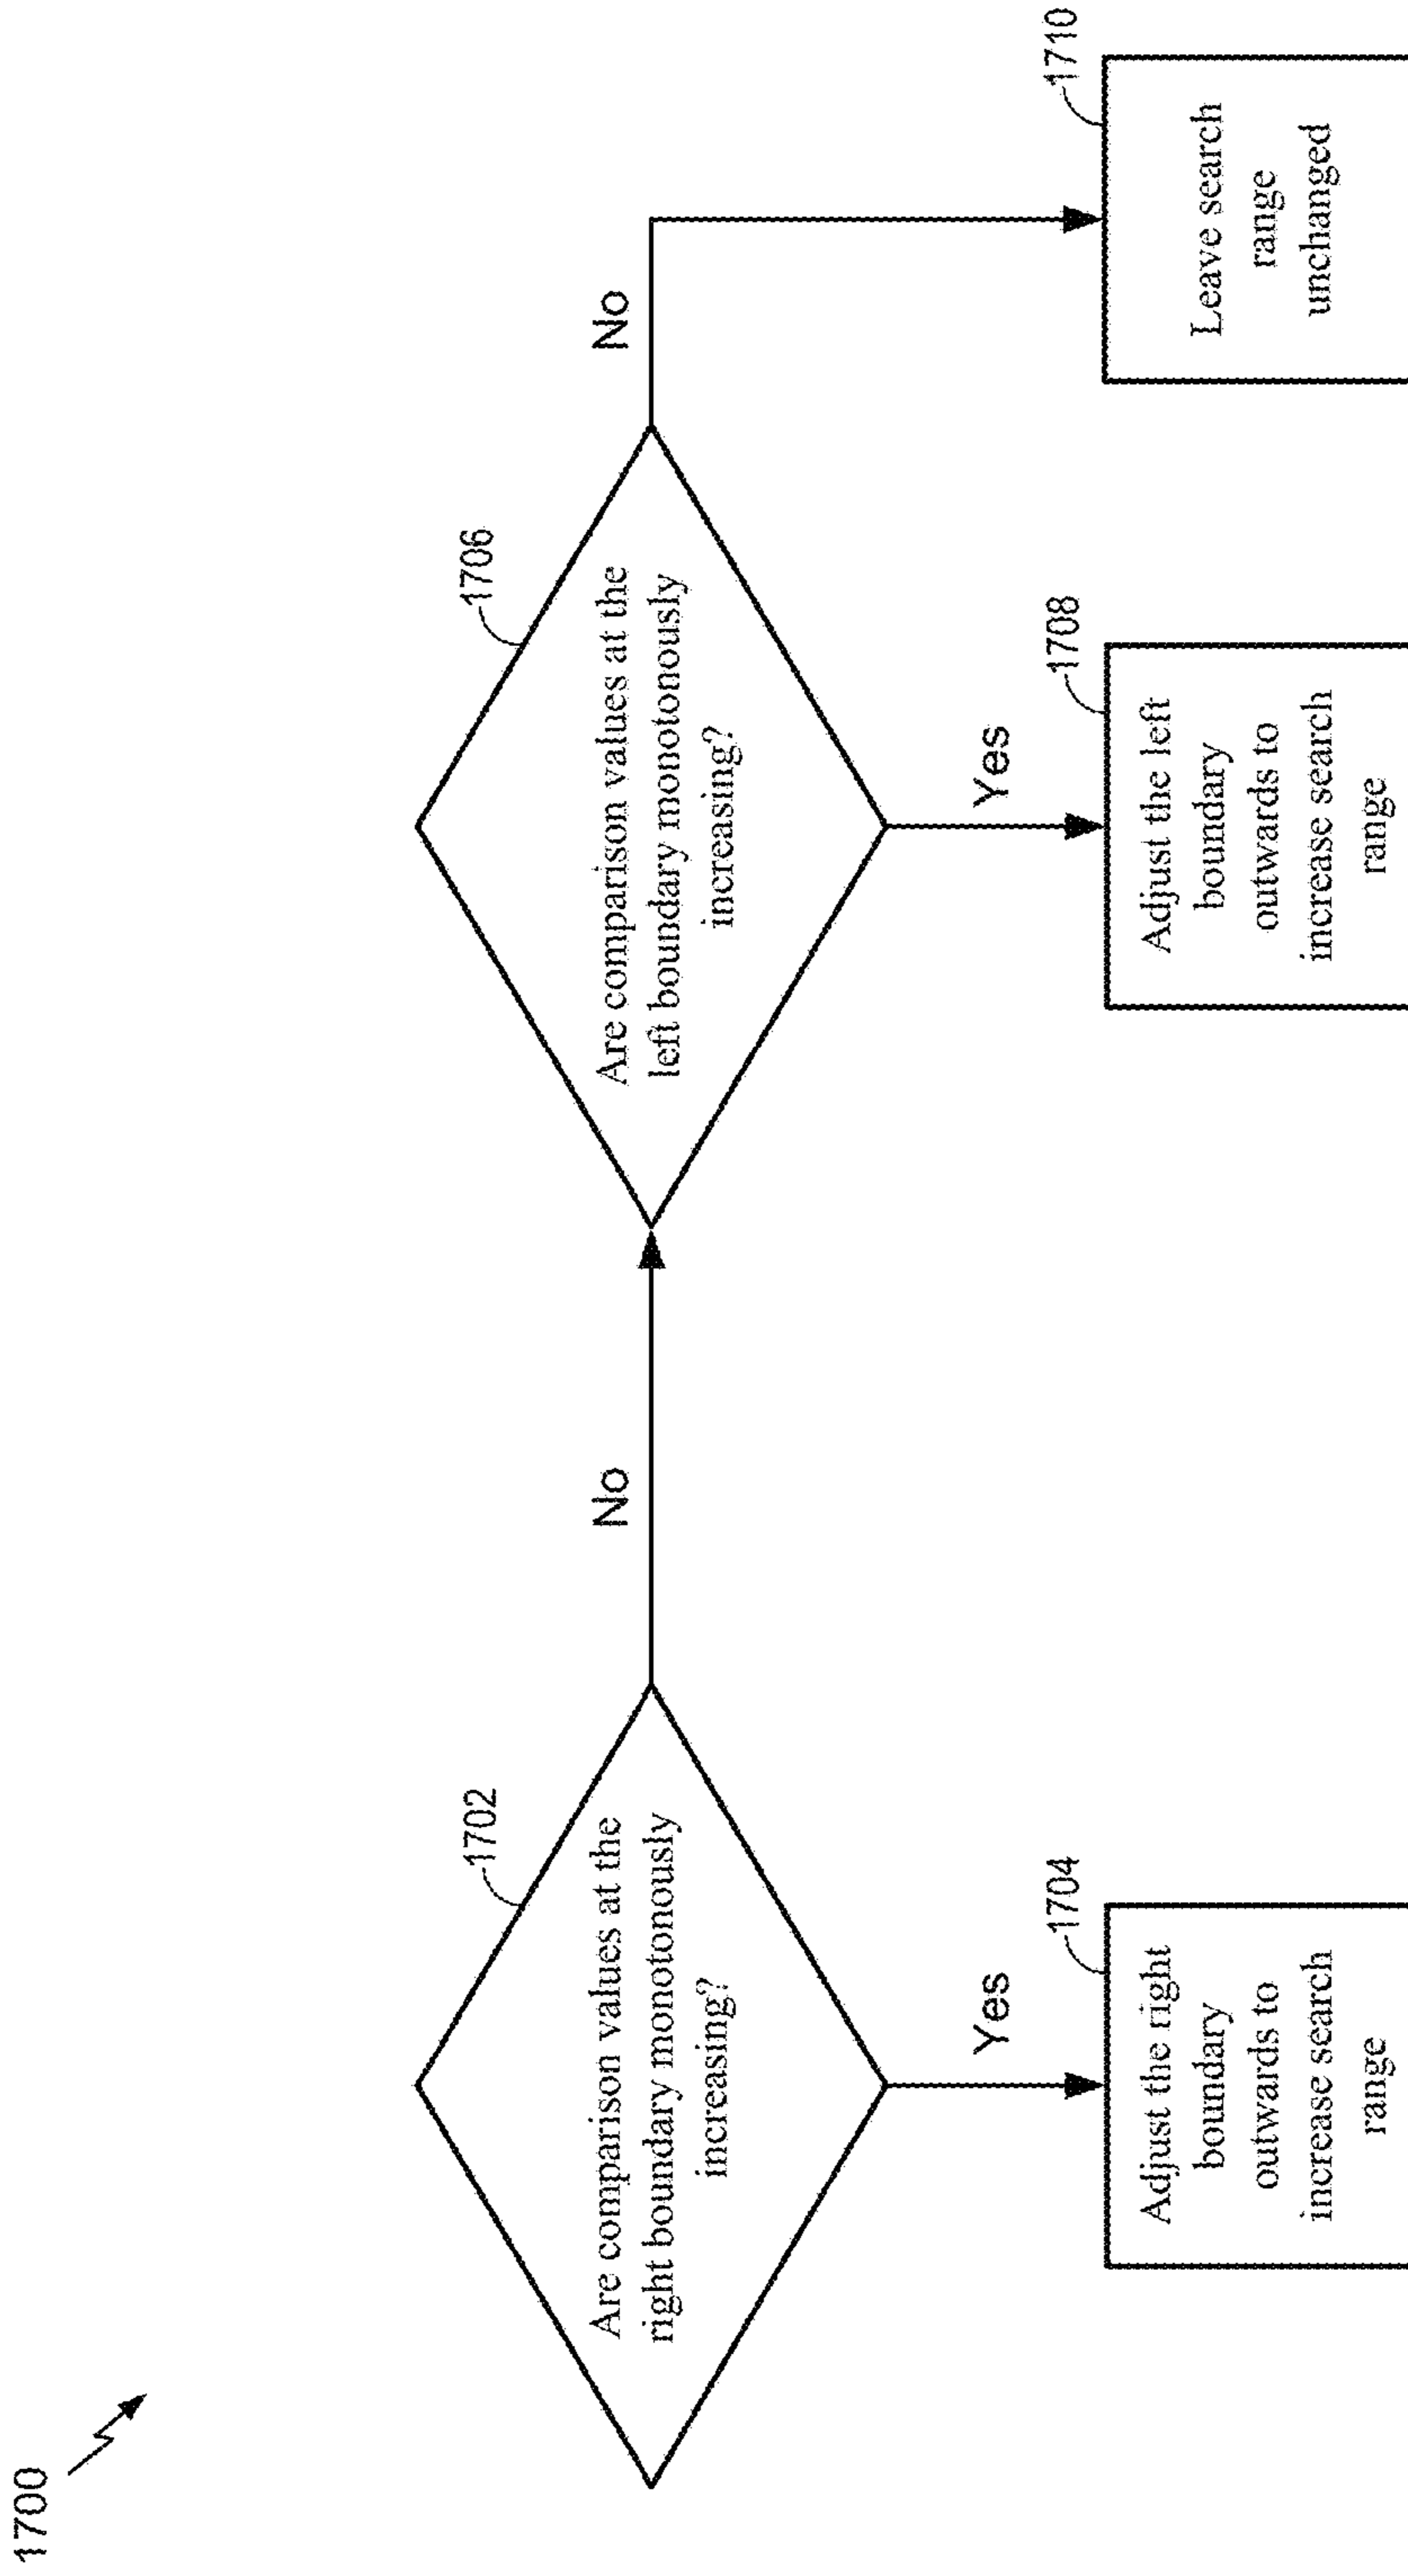 1700
1702
Are comparison values at the
right boundary monotonously
increasing?
No
Yes
1704
Adjust the right
boundary
outwards to
increase search
range
1706
Are comparison values at the
left boundary monotonously
increasing?
No
Yes
1708
Adjust the left
boundary
outwards to
increase search
range
1710
Leave search
range
unchanged